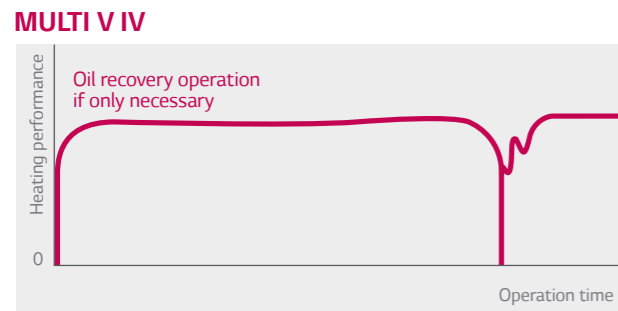 MULTI V IV
Heating performance
Oil recovery operation
if only necessary
0
Operation time